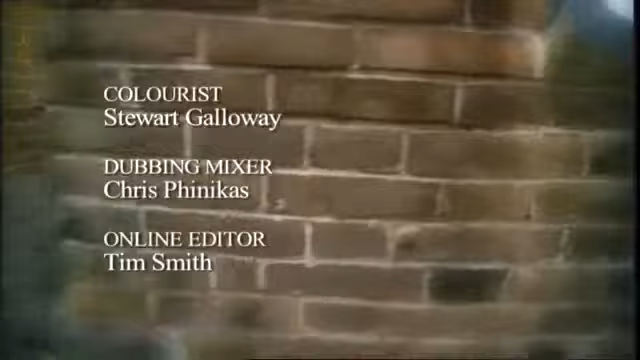 COLOURIST
Stewart Galloway
DUBBING MIXER
Chris Phinikas
ONLINE EDITOR
Tim Smith